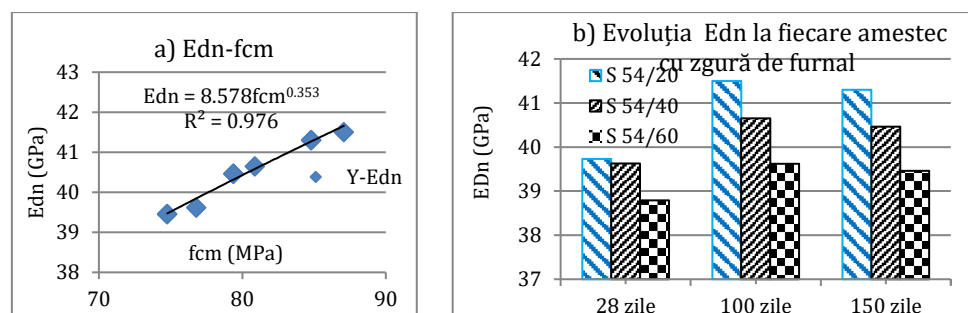 a) Edn-fcm
Edn (GPa)
43
42
41
40
39
38
Edn = 8.578fcm^0.353
R² = 0.976
Y-Edn
fcm (MPa)
70
80
90
b) Evoluția Edn la fiecare amestec
cu zgură de furnal
EDn (GPa)
42
41
40
39
38
37
S 54/20
S 54/40
S 54/60
28 zile
100 zile
150 zile